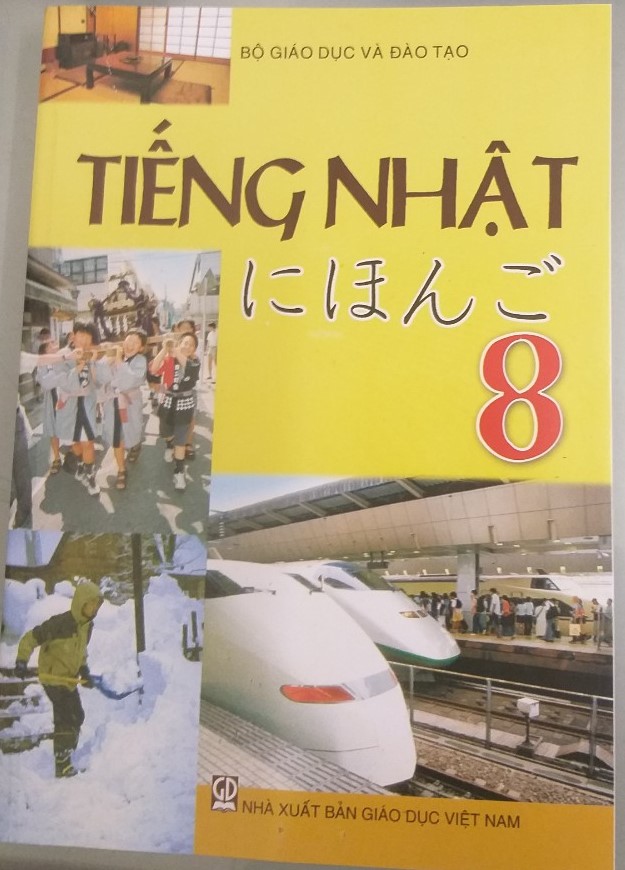 BỘ GIÁO DỤC VÀ ĐÀO TẠO
TIẾNG NHẬT
にほんご
8
GD
NHÀ XUẤT BẢN GIÁO DỤC VIỆT NAM